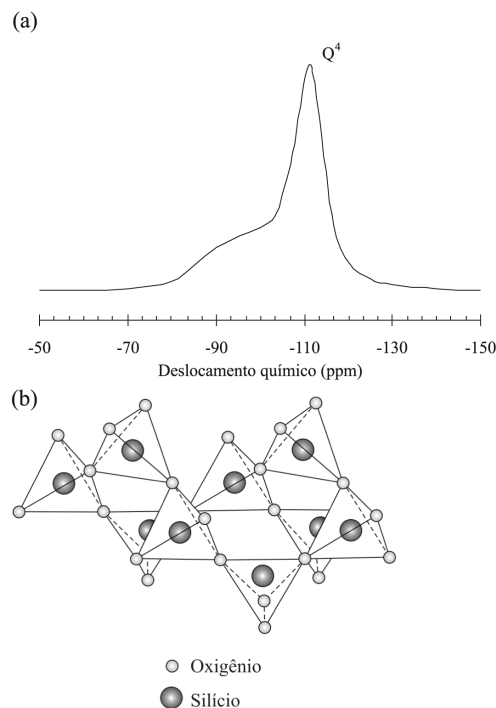 (a)
Q⁴
-50 -70 -90 -110 -130 -150
Deslocamento químico (ppm)
(b)
Oxigênio
Silício